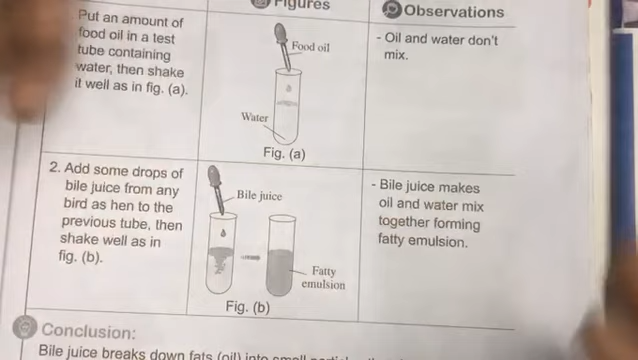 Figures
Observations
Put an amount of
food oil in a test
tube containing
water, then shake
it well as in fig. (a).
Food oil
Water
Fig. (a)
- Oil and water don't
mix.
2. Add some drops of
bile juice from any
bird as hen to the
previous tube, then
shake well as in
fig. (b).
Bile juice
Fatty
emulsion
Fig. (b)
- Bile juice makes
oil and water mix
together forming
fatty emulsion.
Conclusion:
Bile juice breaks down fats (oil) into small